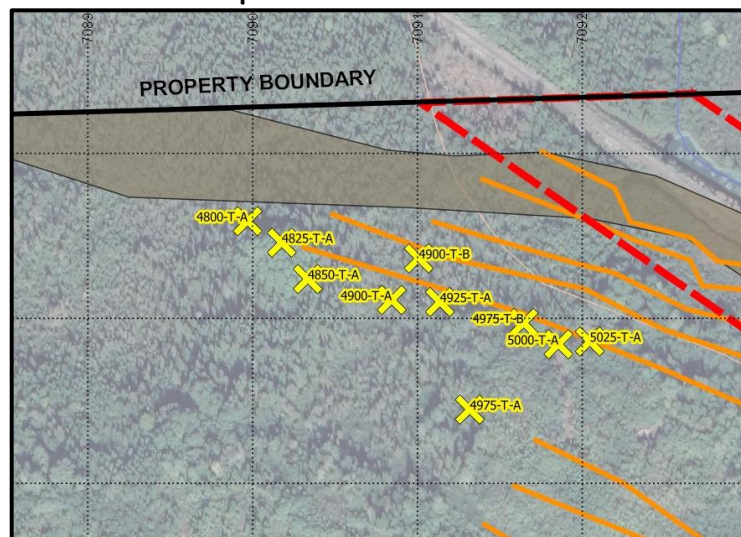 7089
7090
7091
7092
PROPERTY BOUNDARY
4800-T-A
4825-T-A
4900-T-B
4850-T-A
4900-T-A
4925-T-A
4975-T-B
5000-T-A
5025-T-A
4975-T-A